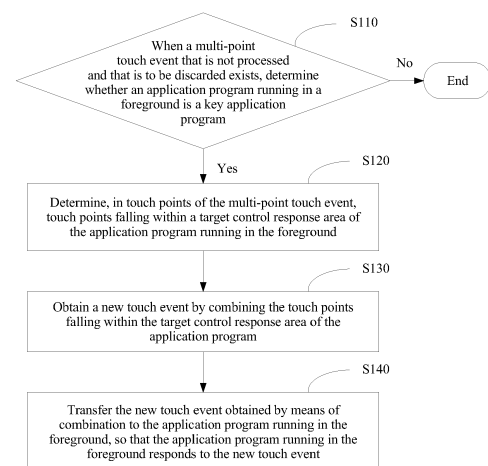 S110
When a multi-point
touch event that is not processed
and that is to be discarded exists, determine
whether an application program running in a
foreground is a key application
program
No
End
Yes
S120
Determine, in touch points of the multi-point touch event,
touch points falling within a target control response area of
the application program running in the foreground
S130
Obtain a new touch event by combining the touch points
falling within the target control response area of the
application program
S140
Transfer the new touch event obtained by means of
combination to the application program running in the
foreground, so that the application program running in the
foreground responds to the new touch event